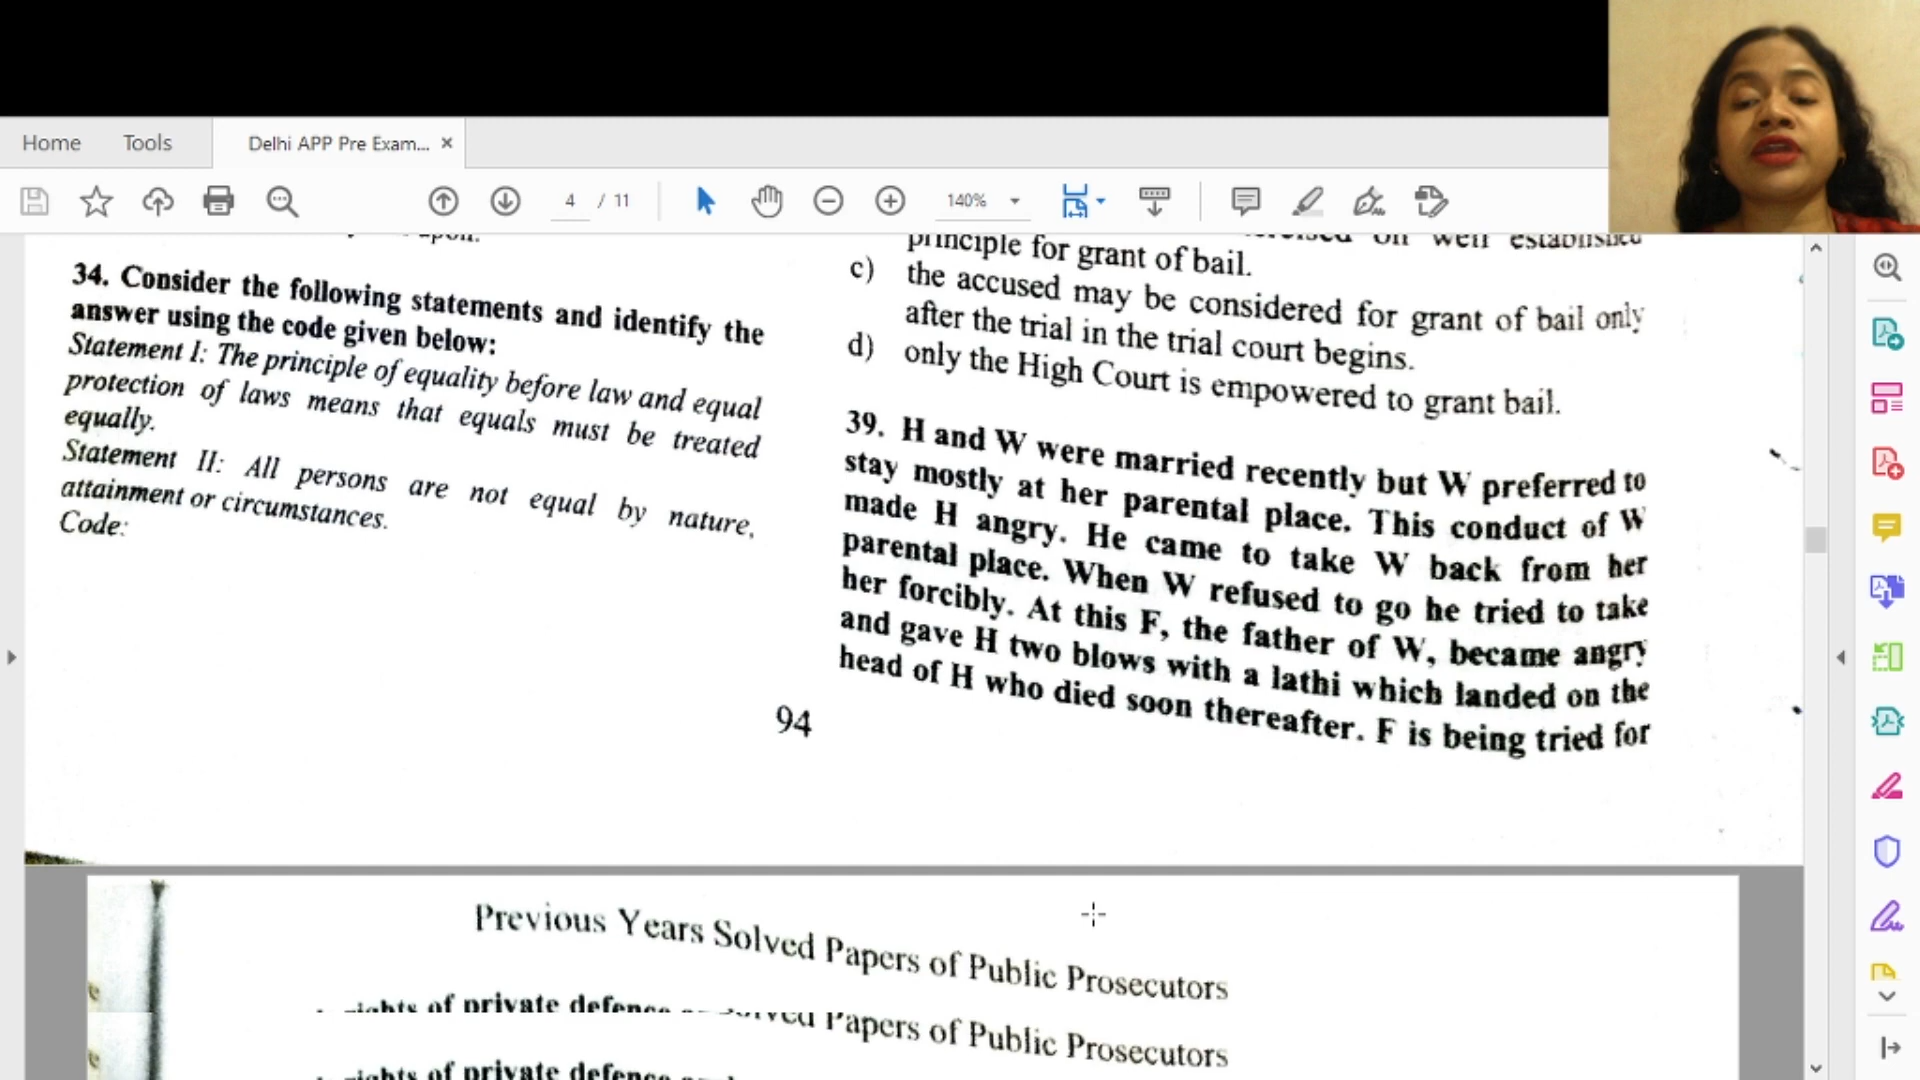 Home
Tools
Delhi APP Pre Exam...
4 / 11
140%
34. Consider the following statements and identify the
answer using the code given below:
Statement I: The principle of equality before law and equal
protection of laws means that equals must be treated
equally.
Statement II: All persons are not equal by nature,
attainment or circumstances.
Code:
principle for grant of bail.
c) the accused may be considered for grant of bail only
after the trial in the trial court begins.
d) only the High Court is empowered to grant bail.
39. H and W were married recently but W preferred to
stay mostly at her parental place. This conduct of W
made H angry. He came to take W back from her
parental place. When W refused to go he tried to take
her forcibly. At this F, the father of W, became angry
and gave H two blows with a lathi which landed on the
head of H who died soon thereafter. F is being tried for
94
Previous Years Solved Papers of Public Prosecutors
rights of private defence
Papers of Public Prosecutors
rights of private defence